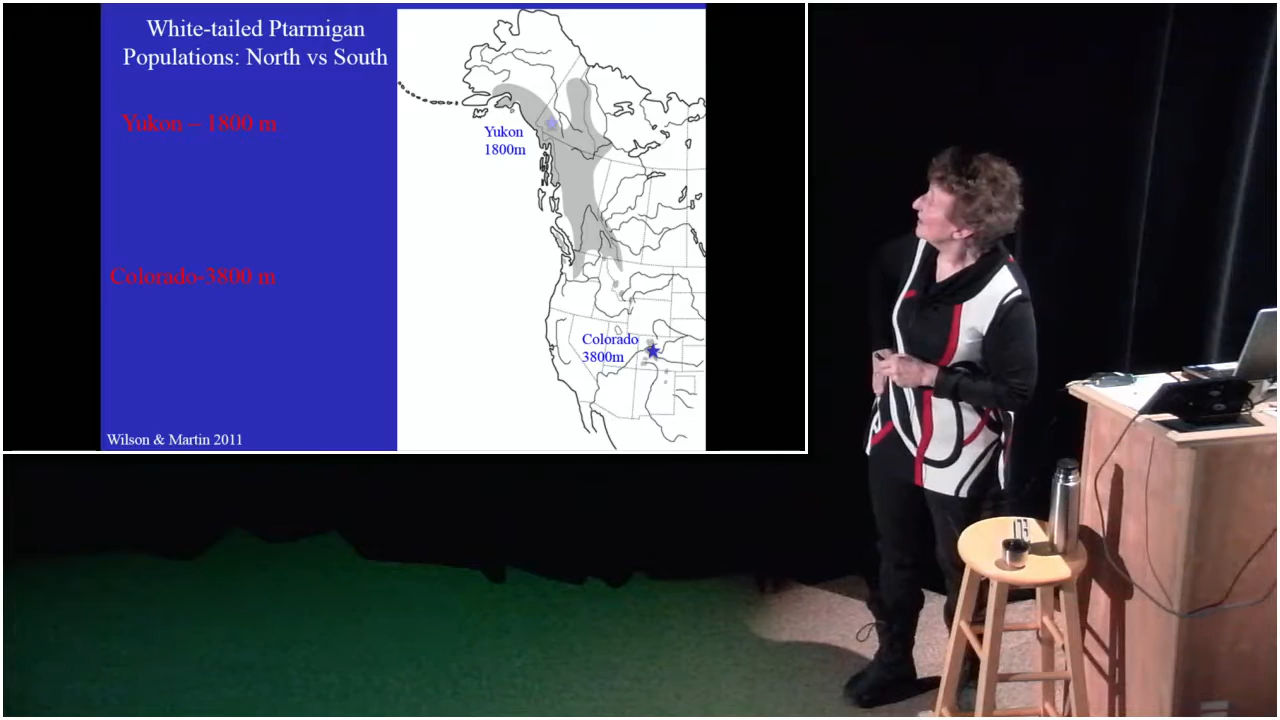 White-tailed Ptarmigan
Populations: North vs South
Yukon – 1800 m
Colorado-3800 m
Wilson & Martin 2011
Yukon
1800m
Colorado
3800m